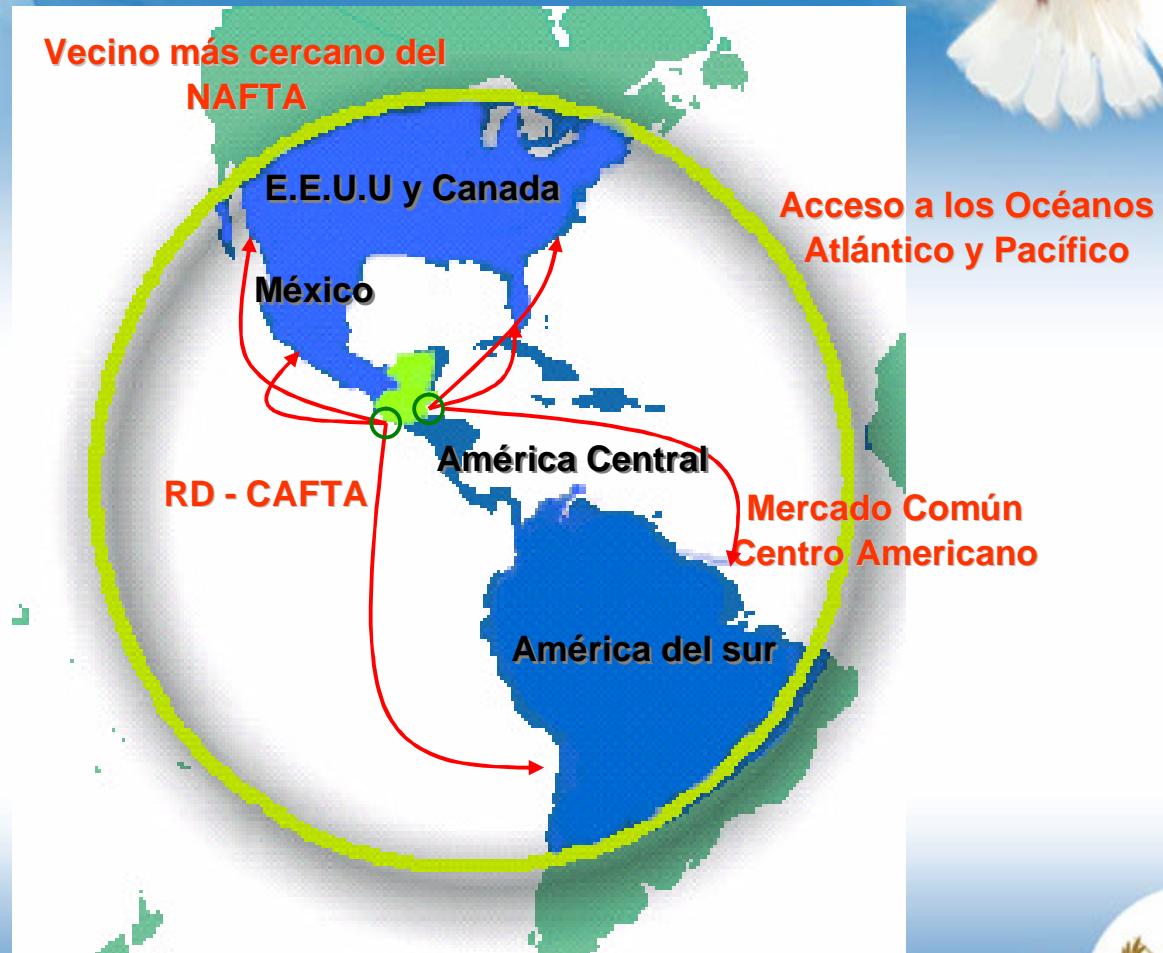 Vecino más cercano del
NAFTA
E.E.U.U y Canada
Acceso a los Océanos
Atlántico y Pacífico
México
América Central
RD - CAFTA
Mercado Común
Centro Americano
América del sur